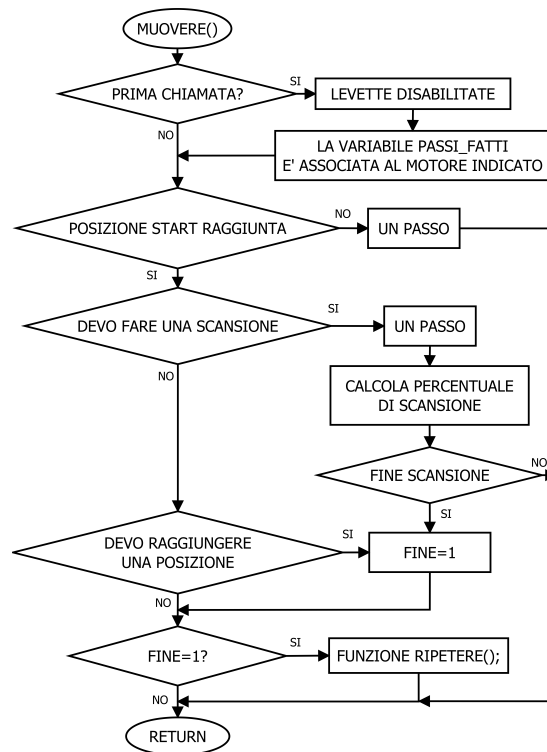 MUOVERE()
PRIMA CHIAMATA?
SI
LEVETTE DISABILITATE
NO
LA VARIABILE PASSI_FATTI
E' ASSOCIATA AL MOTORE INDICATO
POSIZIONE START RAGGIUNTA
NO
UN PASSO
SI
DEVO FARE UNA SCANSIONE
SI
UN PASSO
NO
CALCOLA PERCENTUALE
DI SCANSIONE
FINE SCANSIONE
NO
SI
DEVO RAGGIUNGERE
UNA POSIZIONE
SI
FINE=1
NO
FINE=1?
SI
FUNZIONE RIPETERE();
NO
RETURN